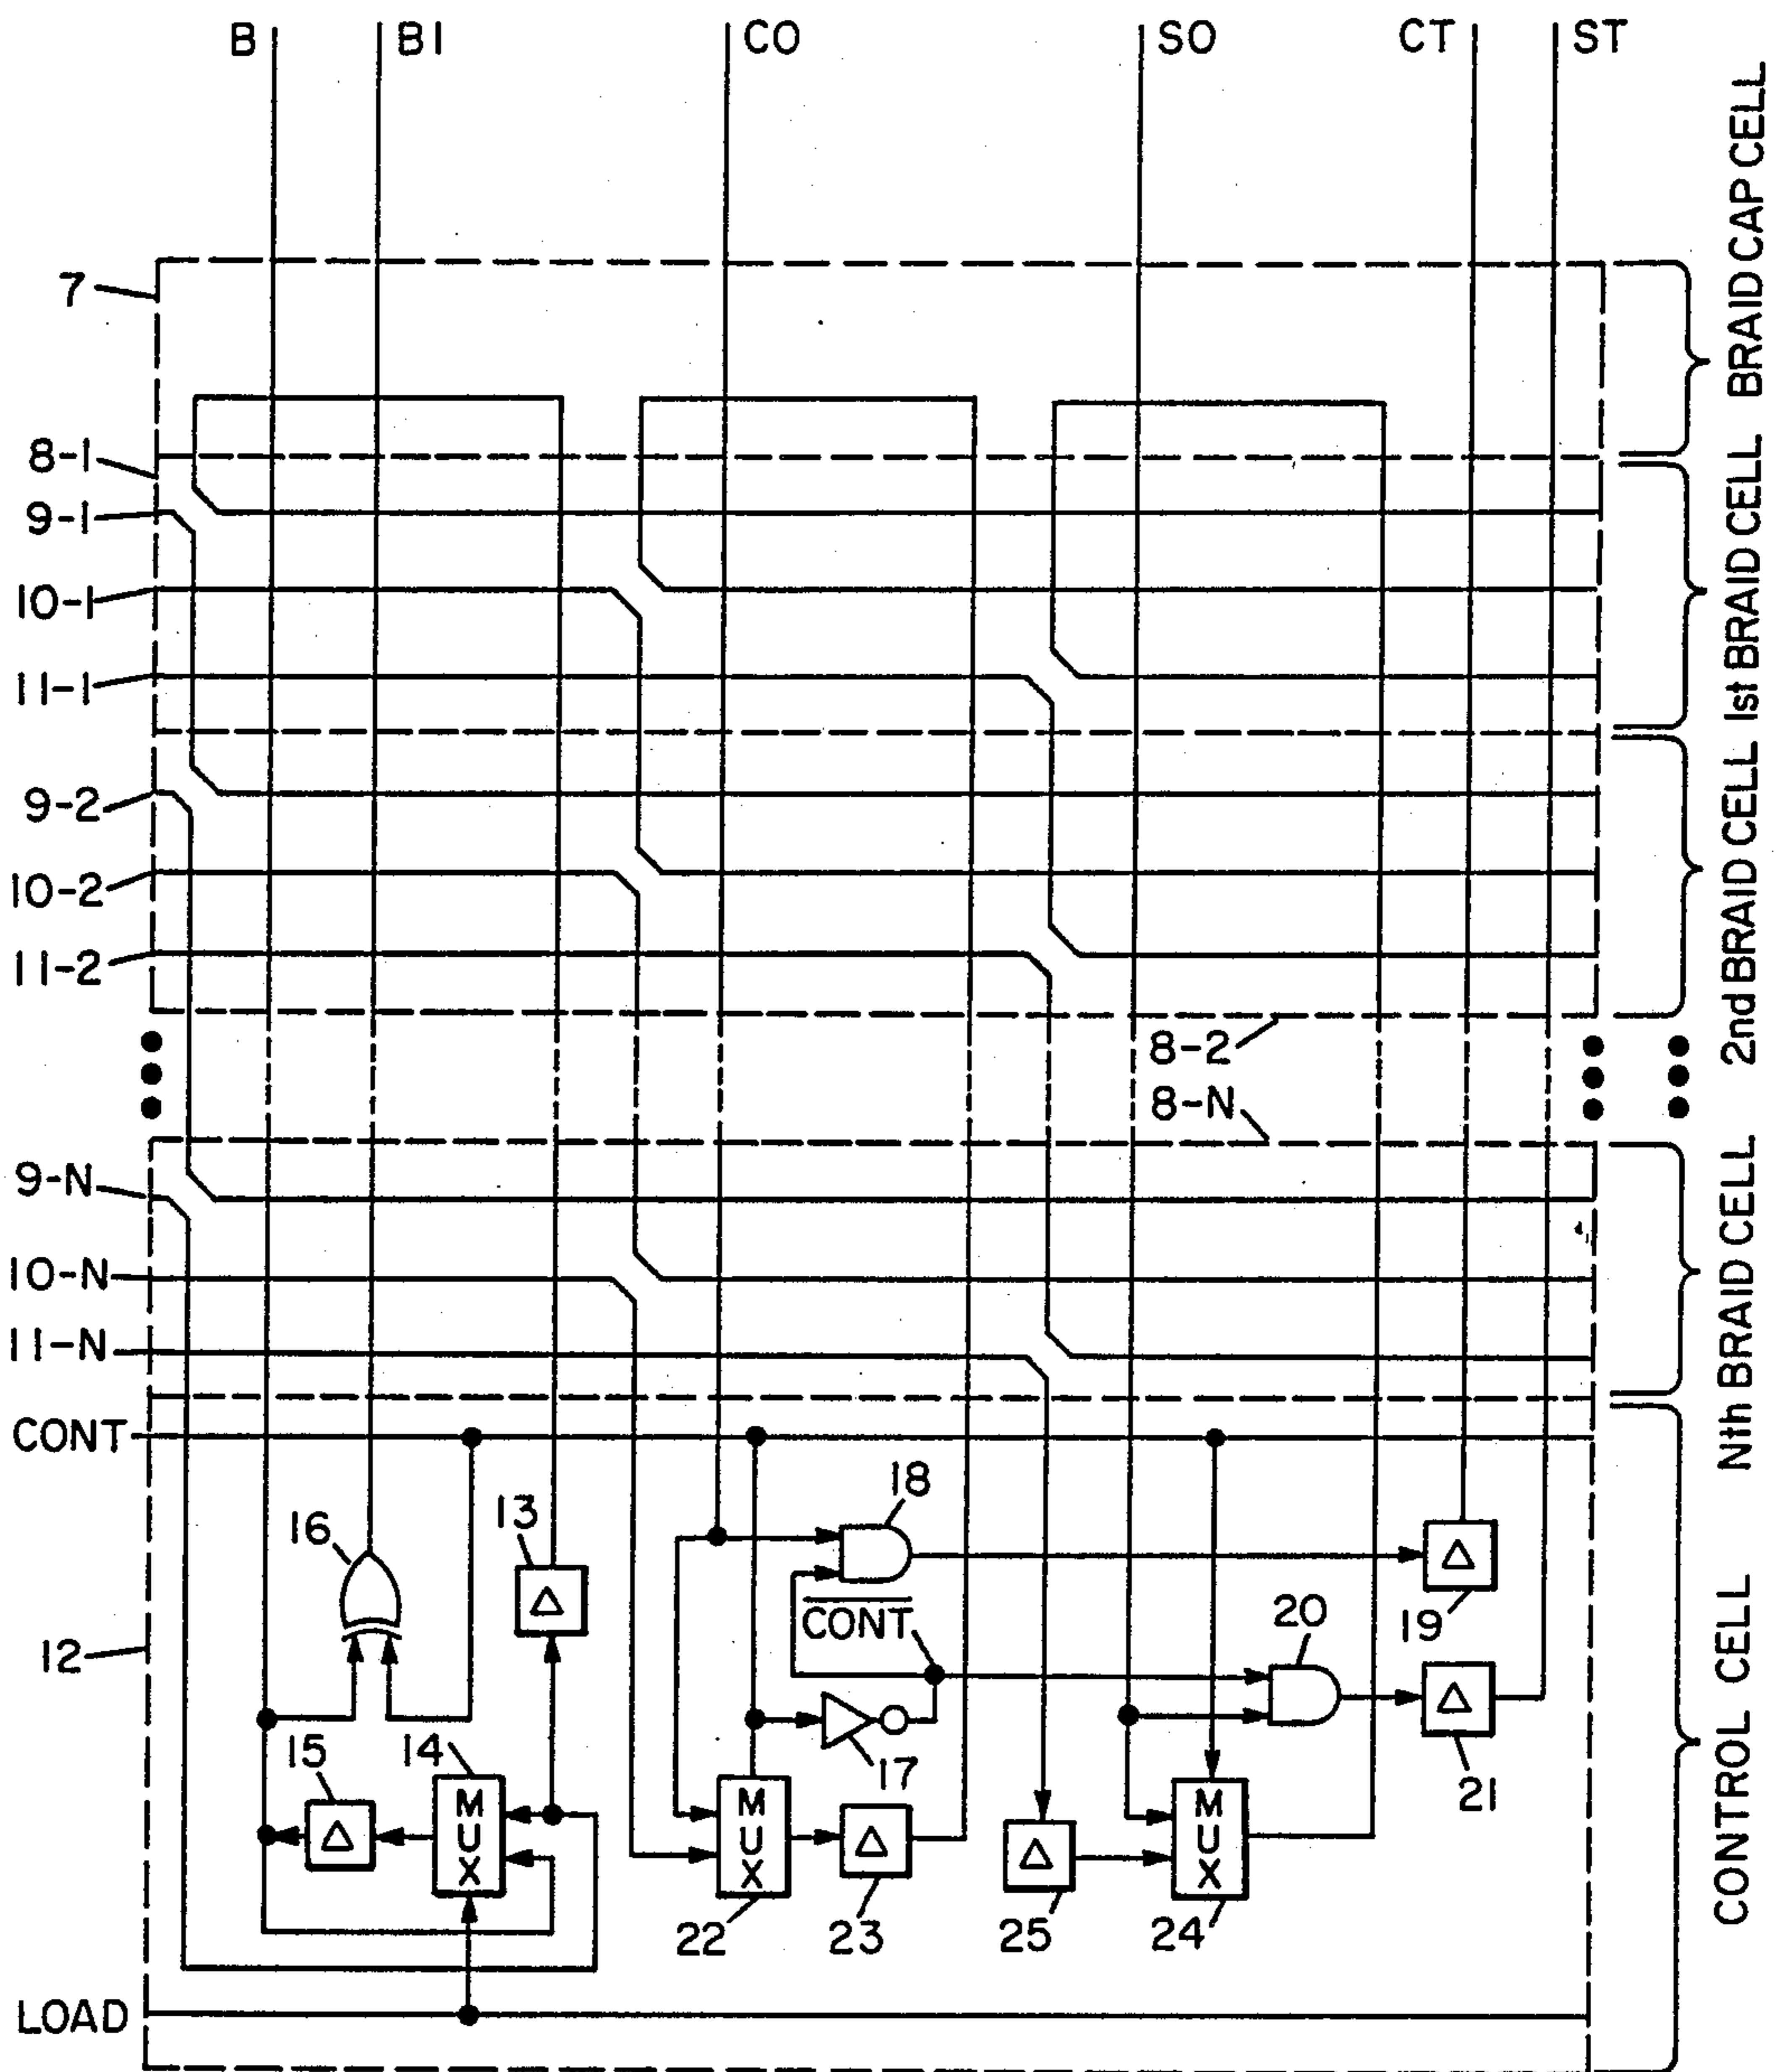 B
B1
CO
SO
CT
ST
7
BRAID CAP CELL
8-1
9-1
10-1
11-1
1st BRAID CELL
9-2
10-2
11-2
2nd BRAID CELL
8-2
8-N
9-N
10-N
11-N
Nth BRAID CELL
CONT
18
13
16
CONT
20
19
12
15
14
17
21
MUX
Δ
22
23
25
24
CONTROL CELL
LOAD
Δ
Δ
Δ
Δ
Δ
MUX
MUX